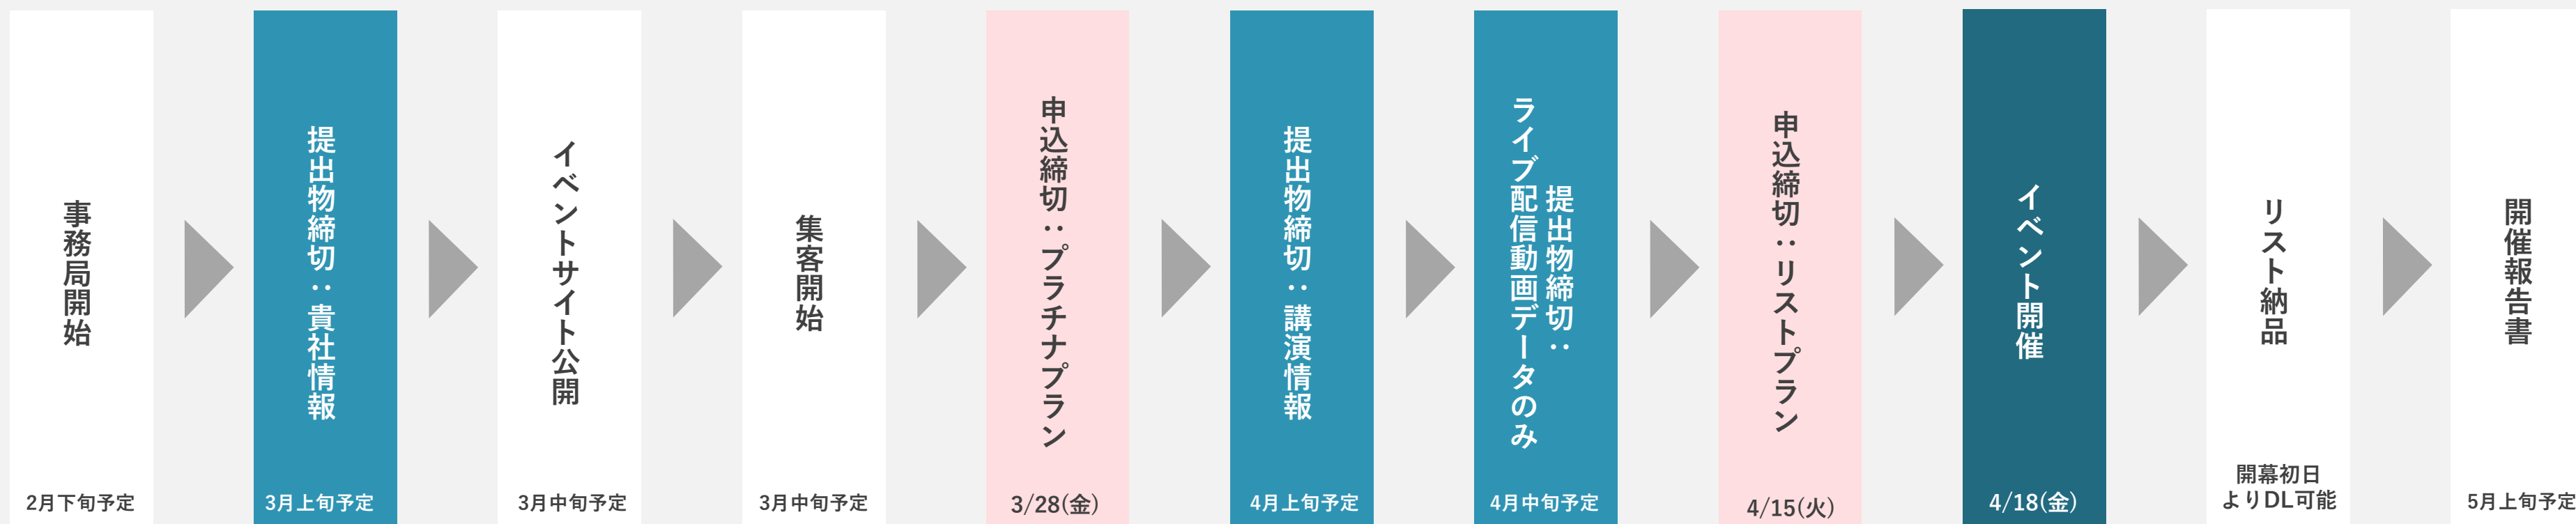 事務局開始
2月下旬予定
提出物締切：貴社情報
3月上旬予定
イベントサイト公開
3月中旬予定
集客開始
3月中旬予定
申込締切：プラチナプラン
3/28(金)
提出物締切：講演情報
4月上旬予定
提出物締切：
ライブ配信動画データのみ
4月中旬予定
申込締切：リストプラン
4/15(火)
イベント開催
4/18(金)
リスト納品
開幕初日
よりDL可能
開催報告書
5月上旬予定